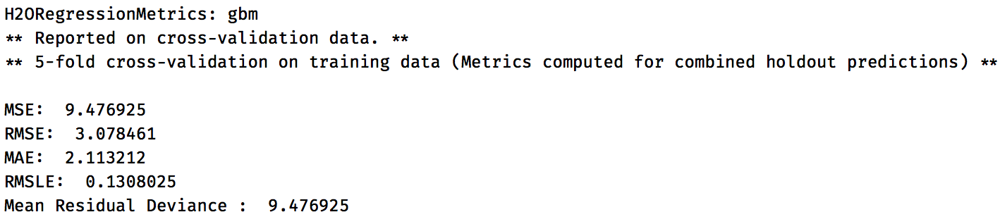 H2ORegressionMetrics: gbm
** Reported on cross-validation data. **
** 5-fold cross-validation on training data (Metrics computed for combined holdout predictions) **
MSE:  9.476925
RMSE:  3.078461
MAE:  2.113212
RMSLE:  0.1308025
Mean Residual Deviance :  9.476925